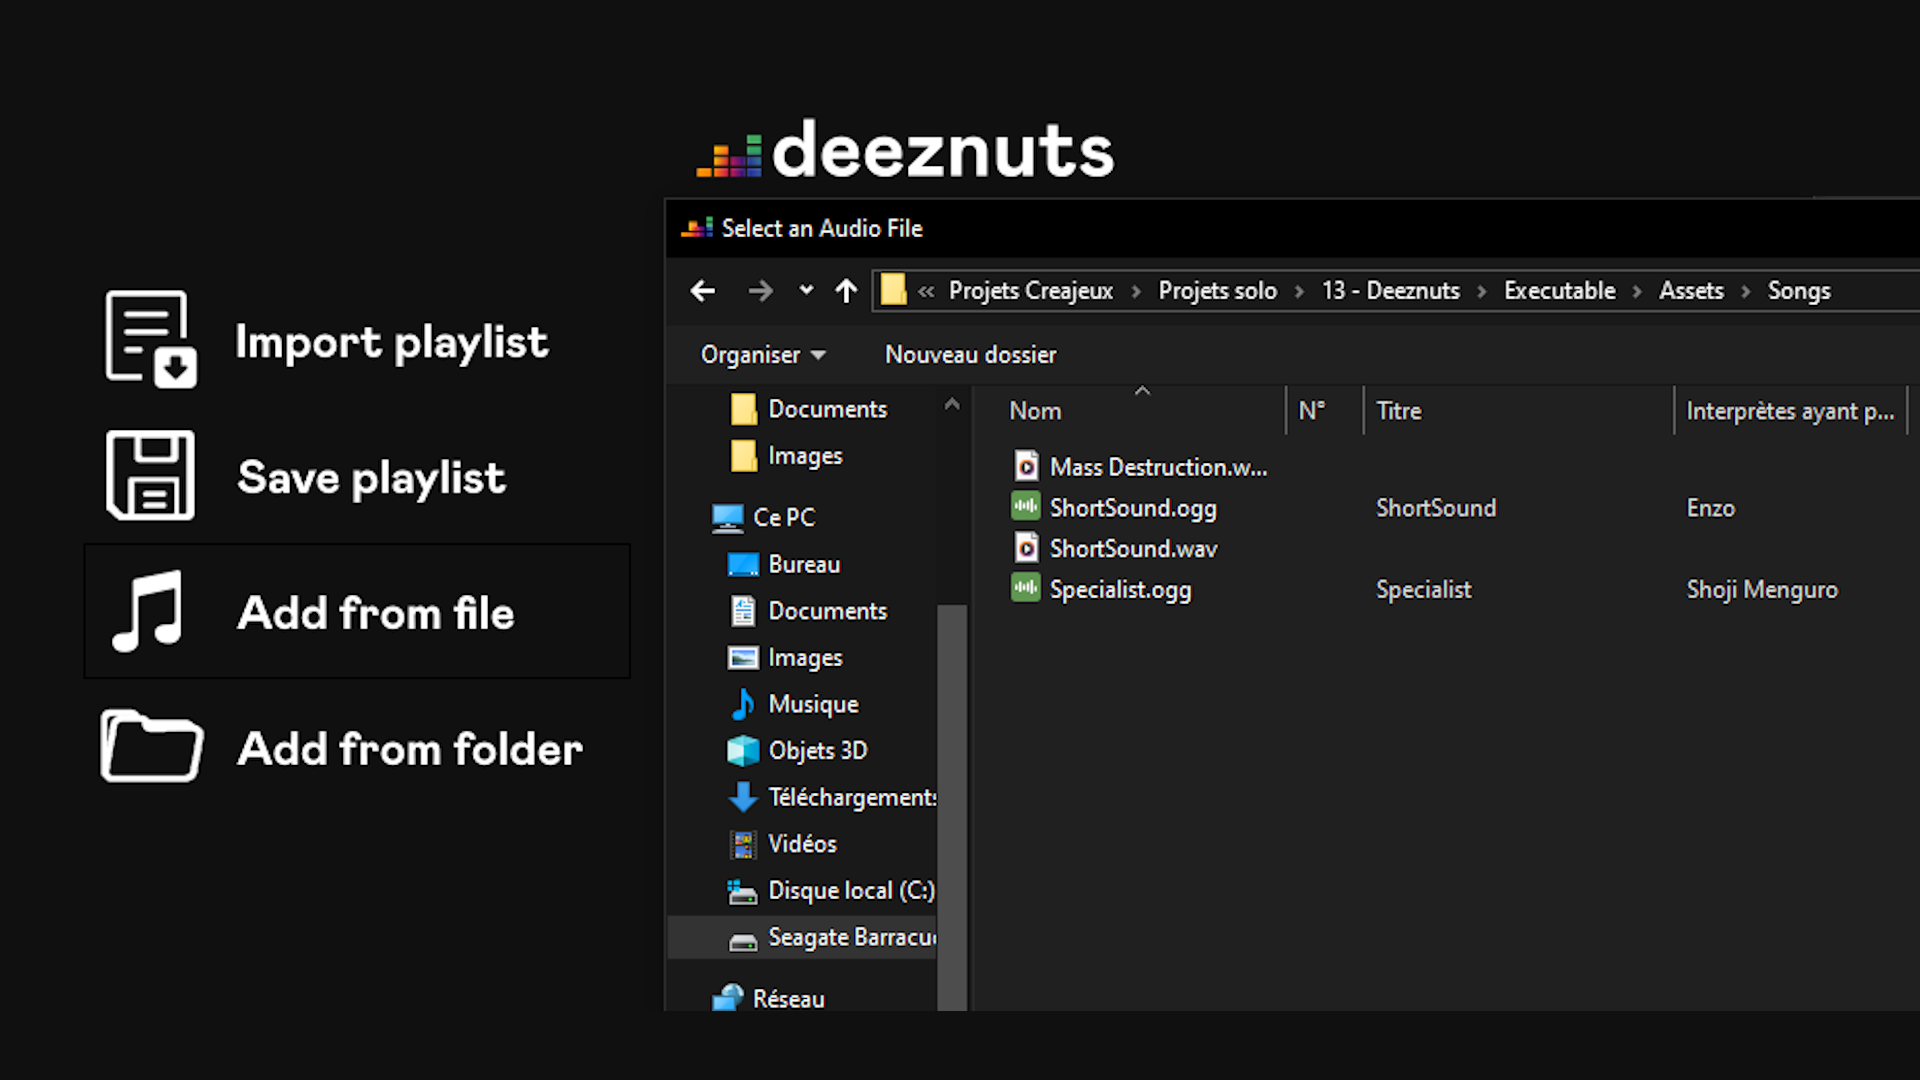 deeznuts
Select an Audio File
« Projets Creajeux > Projets solo > 13 - Deeznuts > Executable > Assets > Songs
Organiser
Nouveau dossier
Import playlist
Save playlist
Add from file
Add from folder
Documents
Images
Ce PC
Bureau
Documents
Images
Musique
Objets 3D
Téléchargements
Vidéos
Disque local (C:)
Seagate Barracu
Réseau
Nom N° Titre Interprètes ayant p...
Mass Destruction.w...
ShortSound.ogg ShortSound Enzo
ShortSound.wav
Specialist.ogg Specialist Shoji Menguro